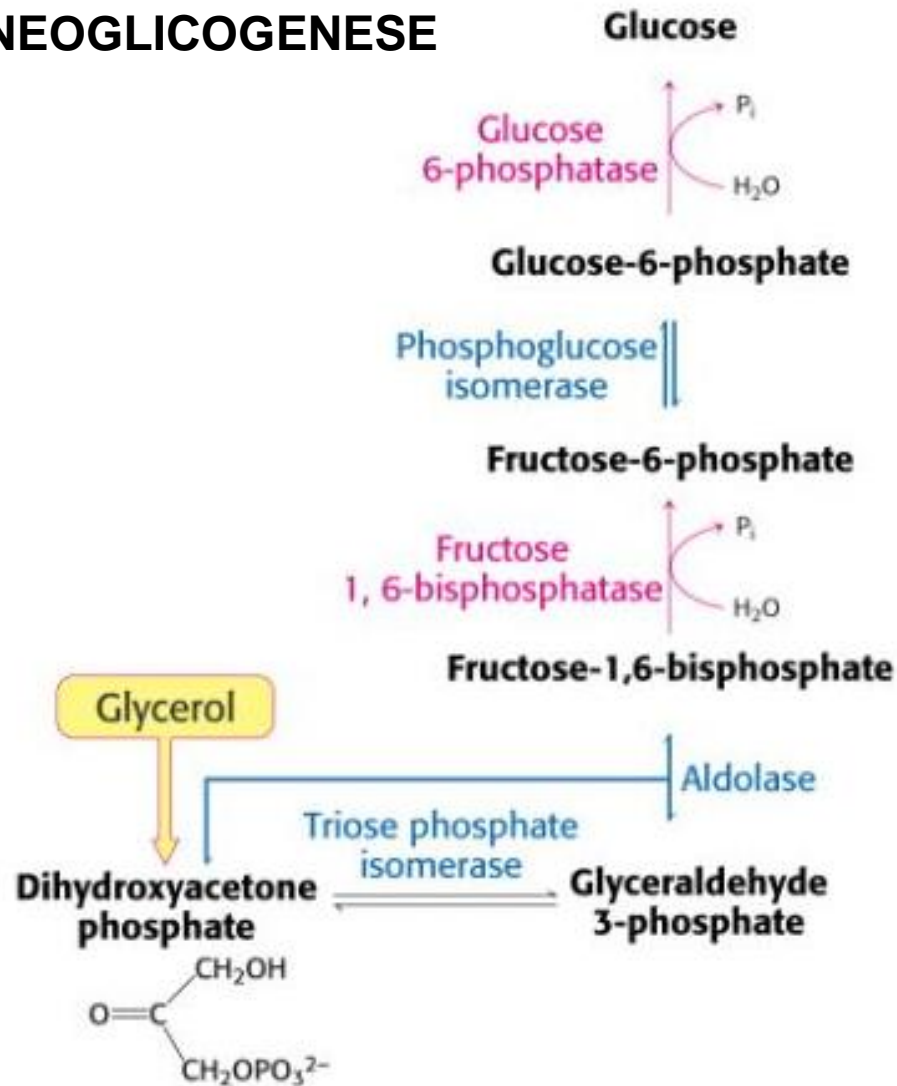 NEOGLICOGENESE
Glucose
Glucose
6-phosphatase
Pi
H2O
Glucose-6-phosphate
Phosphoglucose
isomerase
Fructose-6-phosphate
Fructose
1, 6-bisphosphatase
Pi
H2O
Fructose-1,6-bisphosphate
Glycerol
Aldolase
Triose phosphate
isomerase
Dihydroxyacetone
phosphate
Glyceraldehyde
3-phosphate
CH2OH
O=C
CH2OPO3 2–